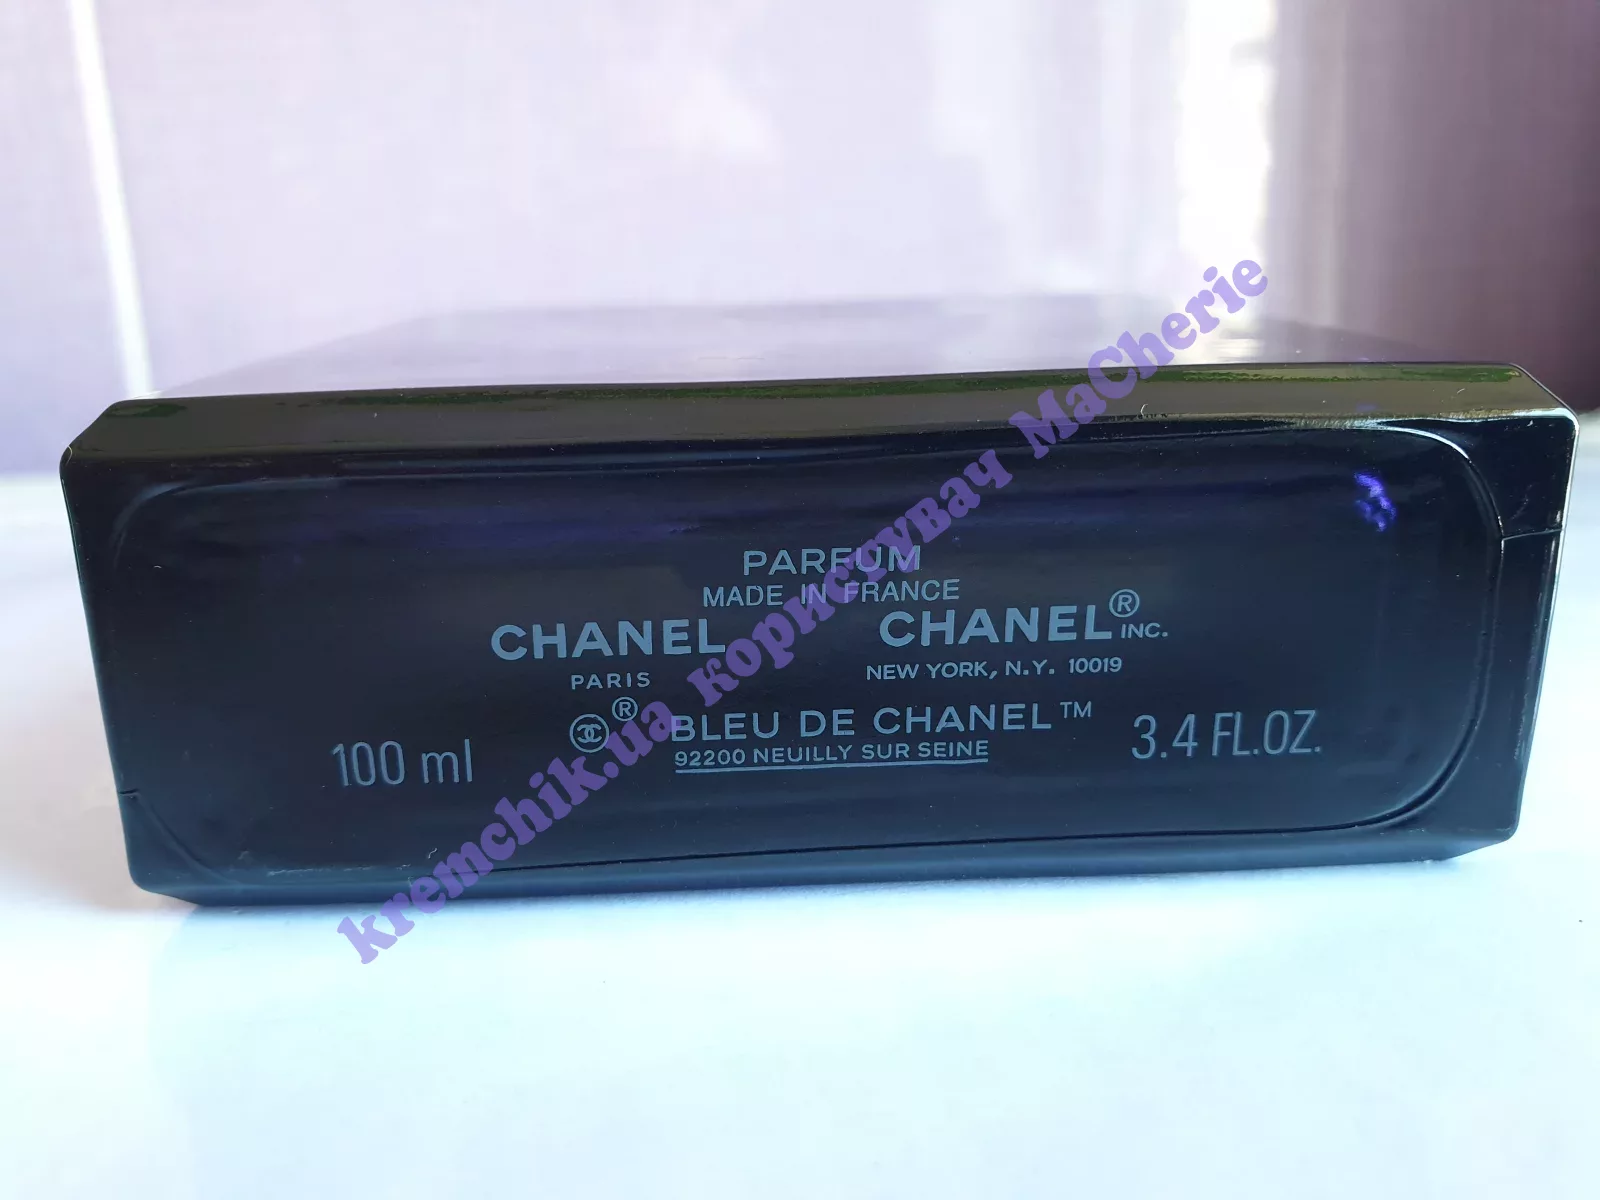 PARFUM
MADE IN FRANCE
CHANEL
PARIS
CHANEL® INC.
NEW YORK, N.Y. 10019
® BLEU DE CHANEL™
92200 NEUILLY SUR SEINE
100 ml
3.4 FL.OZ.
kremchik.ua користувач MaCherie